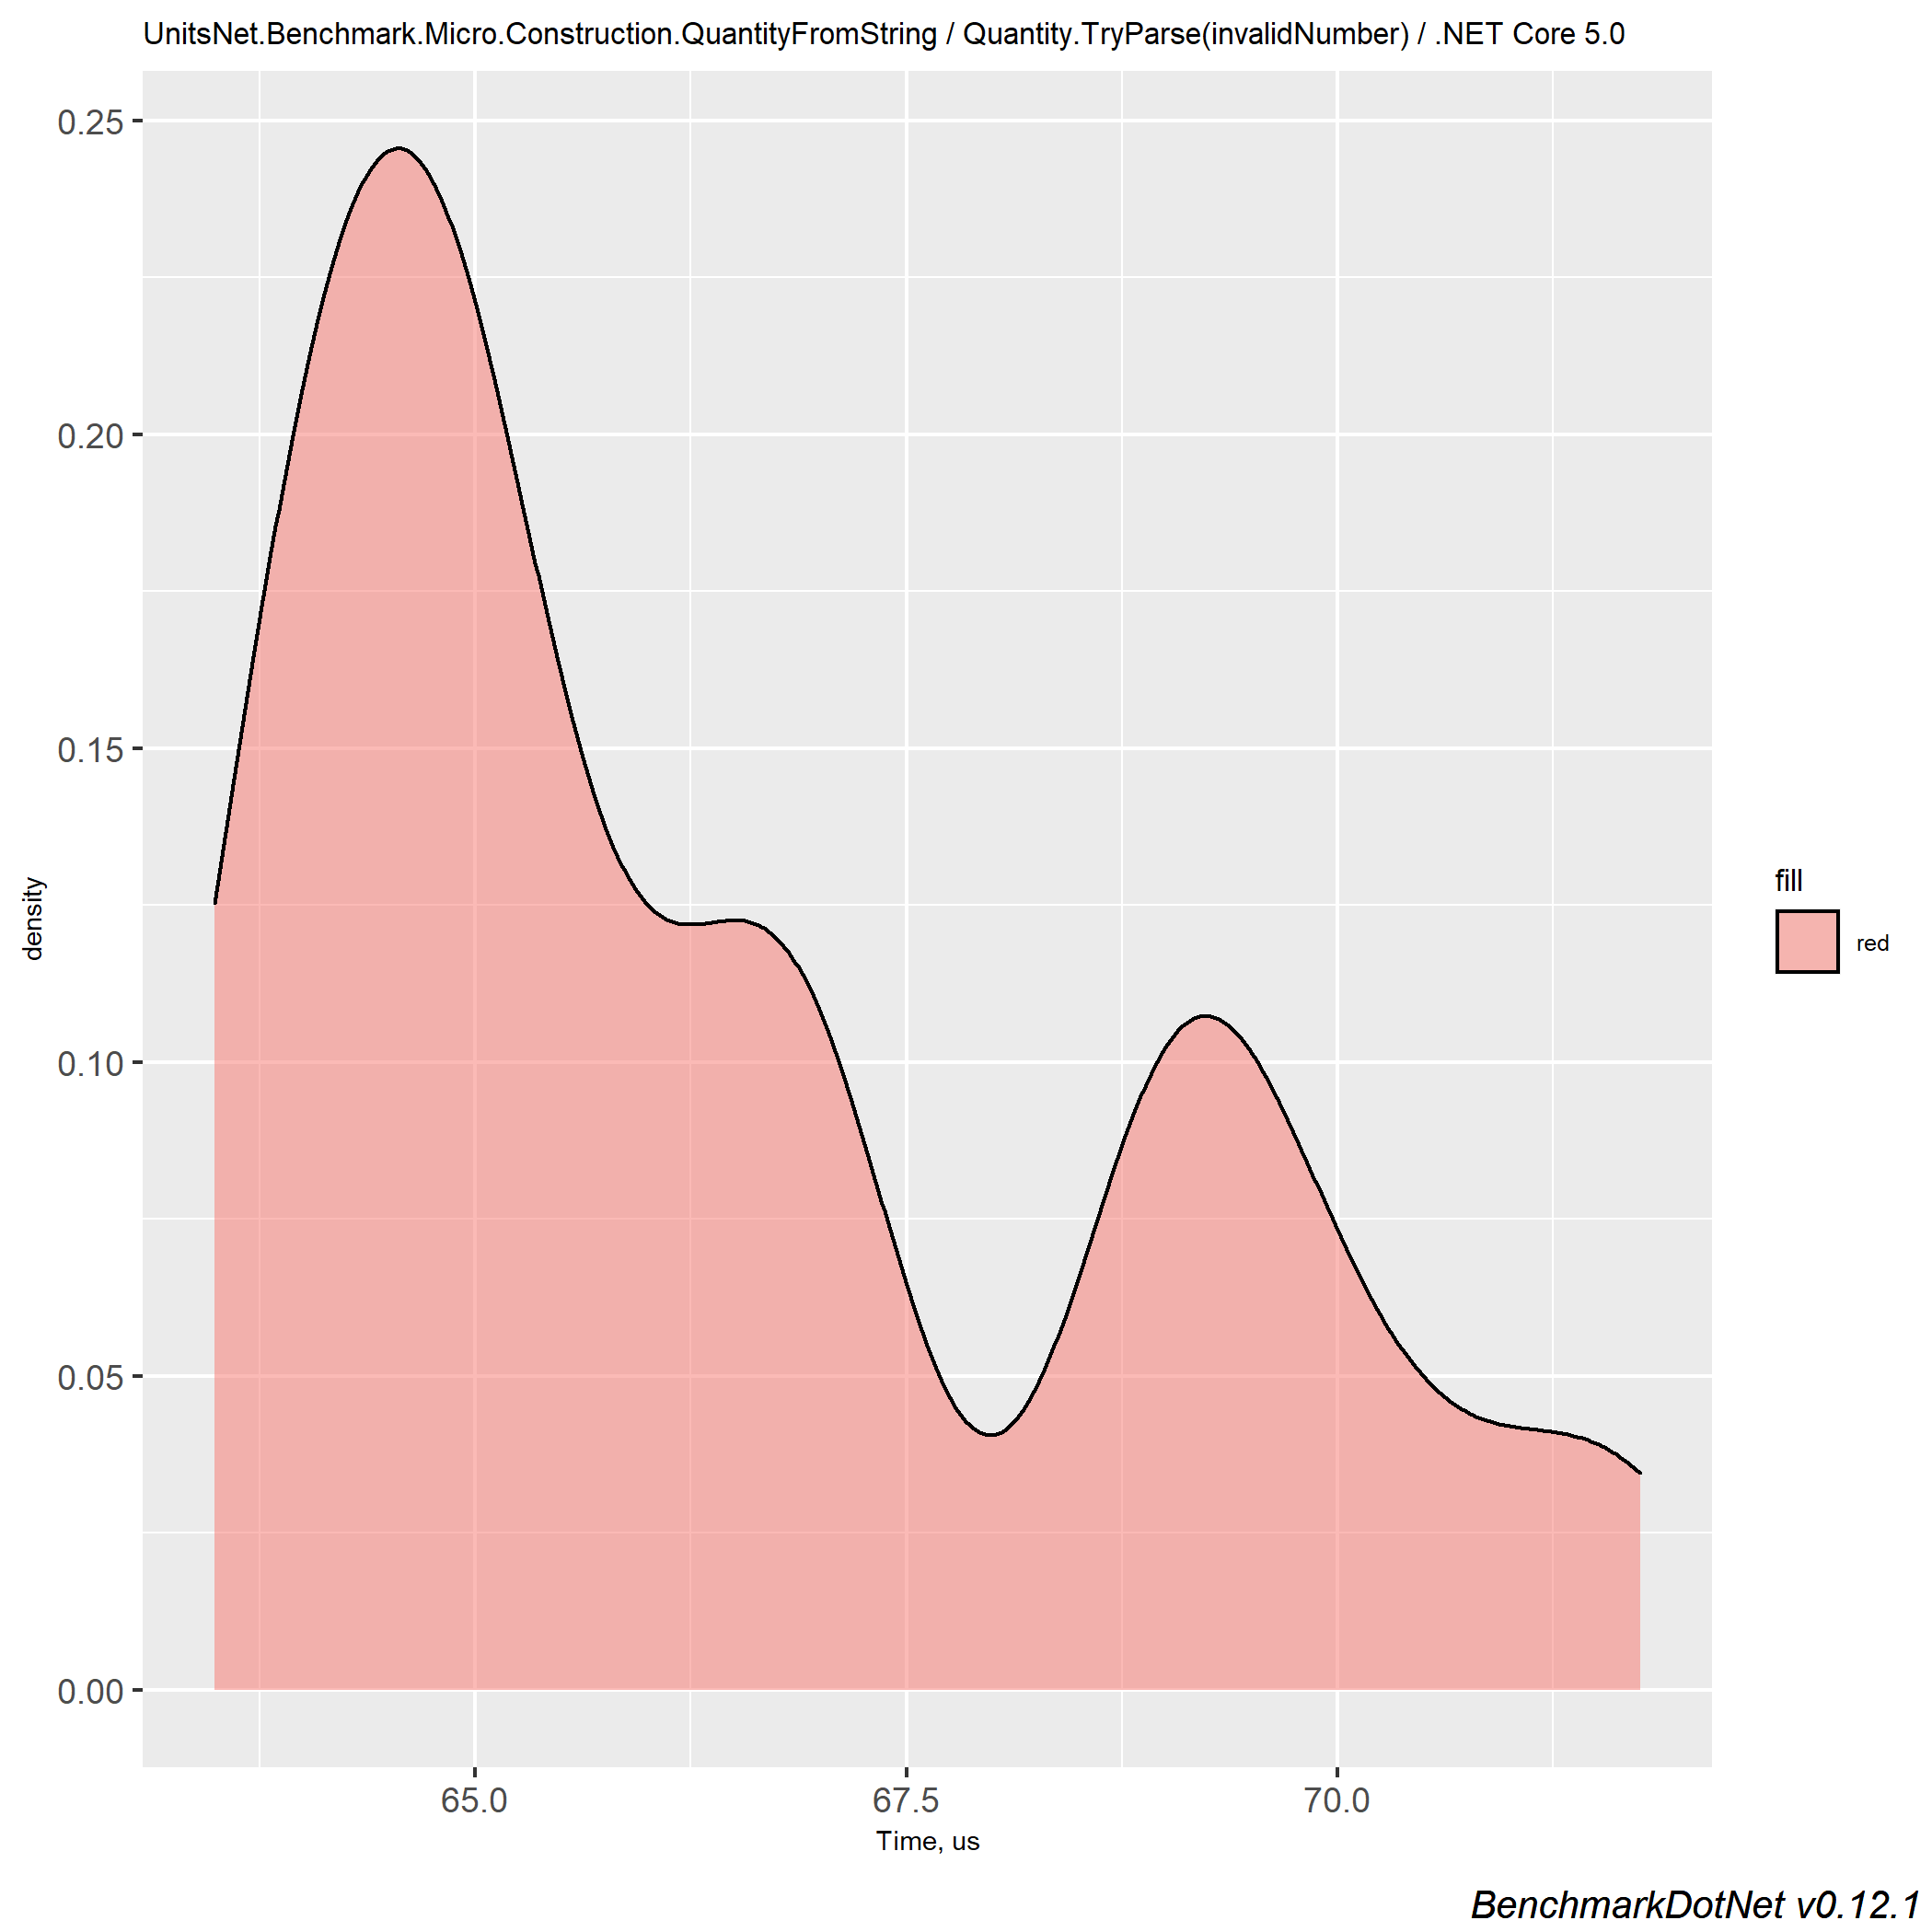 UnitsNet.Benchmark.Micro.Construction.QuantityFromString / Quantity.TryParse(invalidNumber) / .NET Core 5.0
0.25
0.20
0.15
0.10
0.05
0.00
density
65.0 67.5 70.0
Time, us
fill
red
BenchmarkDotNet v0.12.1